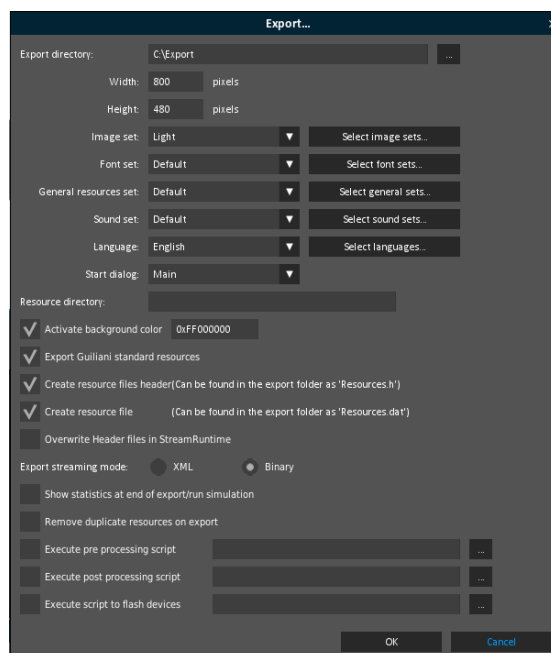 Export...
Export directory: C:\Export ...
Width: 800 pixels
Height: 480 pixels
Image set: Light Select image sets...
Font set: Default Select font sets...
General resources set: Default Select general sets...
Sound set: Default Select sound sets...
Language: English Select languages...
Start dialog: Main
Resource directory:
Activate background color 0xFF000000
Export Guiliani standard resources
Create resource files header(Can be found in the export folder as 'Resources.h')
Create resource file (Can be found in the export folder as 'Resources.dat')
Overwrite Header files in StreamRuntime
Export streaming mode: XML Binary
Show statistics at end of export/run simulation
Remove duplicate resources on export
Execute pre processing script ...
Execute post processing script ...
Execute script to flash devices ...
OK Cancel